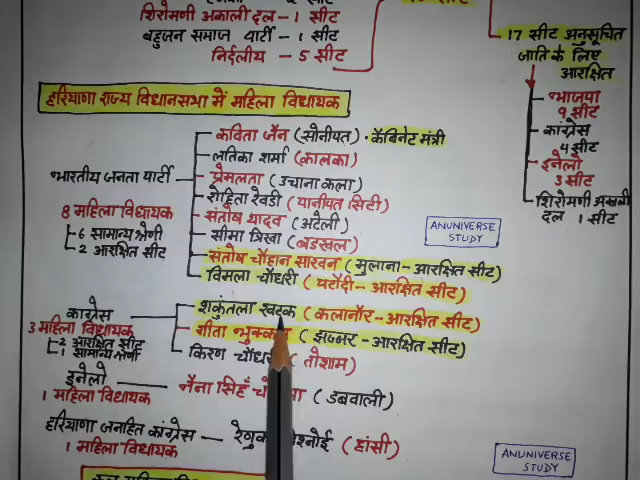 शिरोमणी अकाली दल - 1 सीट
बहुजन समाज पार्टी - 1 सीट
निर्दलीय - 5 सीट
17 सीट अनुसूचित
जाति के लिए
आरक्षित
भाजपा
9 सीट
कांग्रेस
4 सीट
इनेलो
3 सीट
शिरोमणी अकाली
दल 1 सीट
हरियाणा राज्य विधानसभा में महिला विधायक
भारतीय जनता पार्टी
8 महिला विधायक
6 सामान्य श्रेणी
2 आरक्षित सीट
कविता जैन (सोनीपत) • कैबिनेट मंत्री
लतिका शर्मा (कालका)
प्रेमलता (उचाना कला)
रोहिता रेवडी (पानीपत सिटी)
संतोष यादव (अटेली)
सीमा त्रिखा (बडखल)
संतोष चौहान सारवन (मुलाना - आरक्षित सीट)
विमला चौधरी (पटौदी - आरक्षित सीट)
ANUNIVERSE
STUDY
कांग्रेस
3 महिला विधायक
2 आरक्षित सीट
1 सामान्य श्रेणी
शकुंतला खटक (कलानौर - आरक्षित सीट)
गीता (झज्जर - आरक्षित सीट)
किरण चौधरी (तोशाम)
इनेलो
1 महिला विधायक
नैना सिहँ (डबवाली)
हरियाणा जनहित कांग्रेस
1 महिला विधायक
(हांसी)
ANUNIVERSE
STUDY